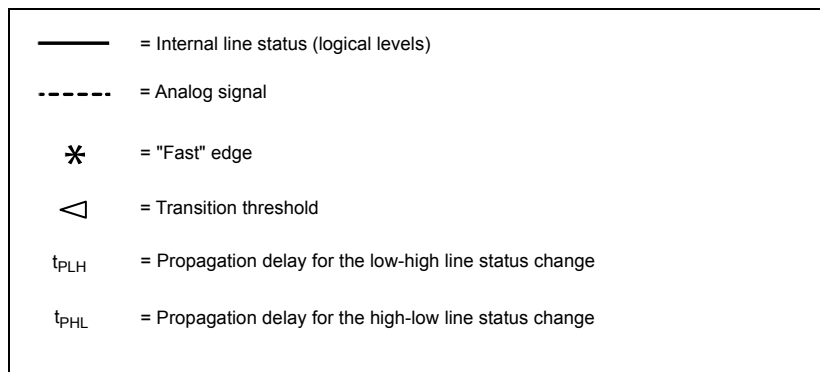 = Internal line status (logical levels)
= Analog signal
= "Fast" edge
= Transition threshold
tPLH = Propagation delay for the low-high line status change
tPHL = Propagation delay for the high-low line status change